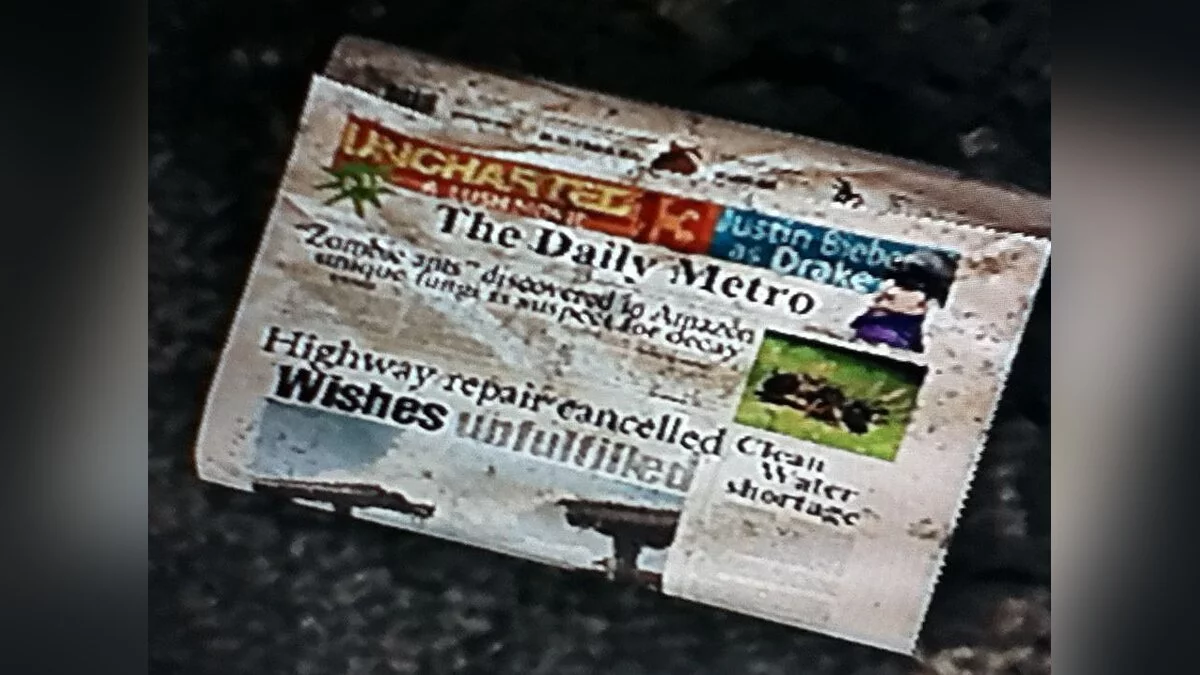 UNCHARTED
Justin Bieber
as Drake
The Daily Metro
"Zombie ants" discovered in Amazon
unique fungi is suspect for decay
Highway repair cancelled
Wishes unfulfilled
Clean
Water
shortage